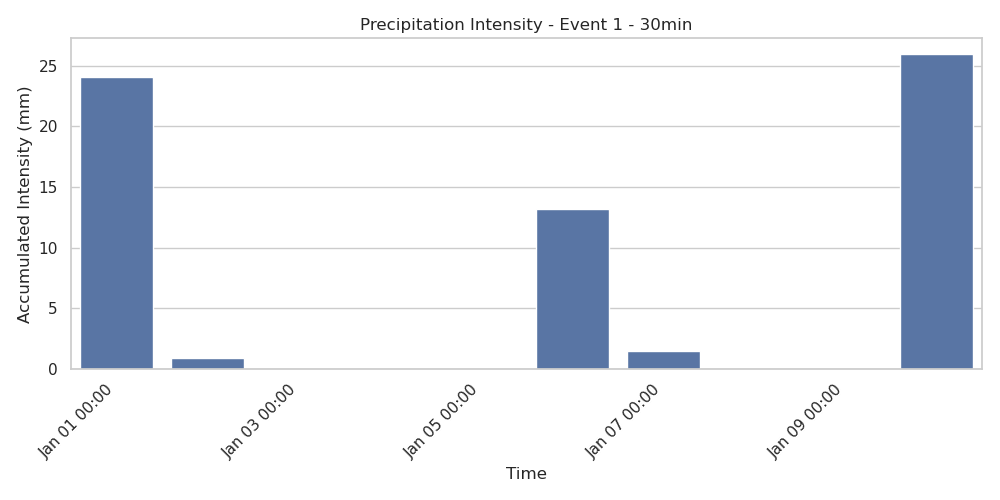 Precipitation Intensity - Event 1 - 30min
Accumulated Intensity (mm)
25
20
15
10
5
0
Jan 01 00:00
Jan 03 00:00
Jan 05 00:00
Jan 07 00:00
Jan 09 00:00
Time